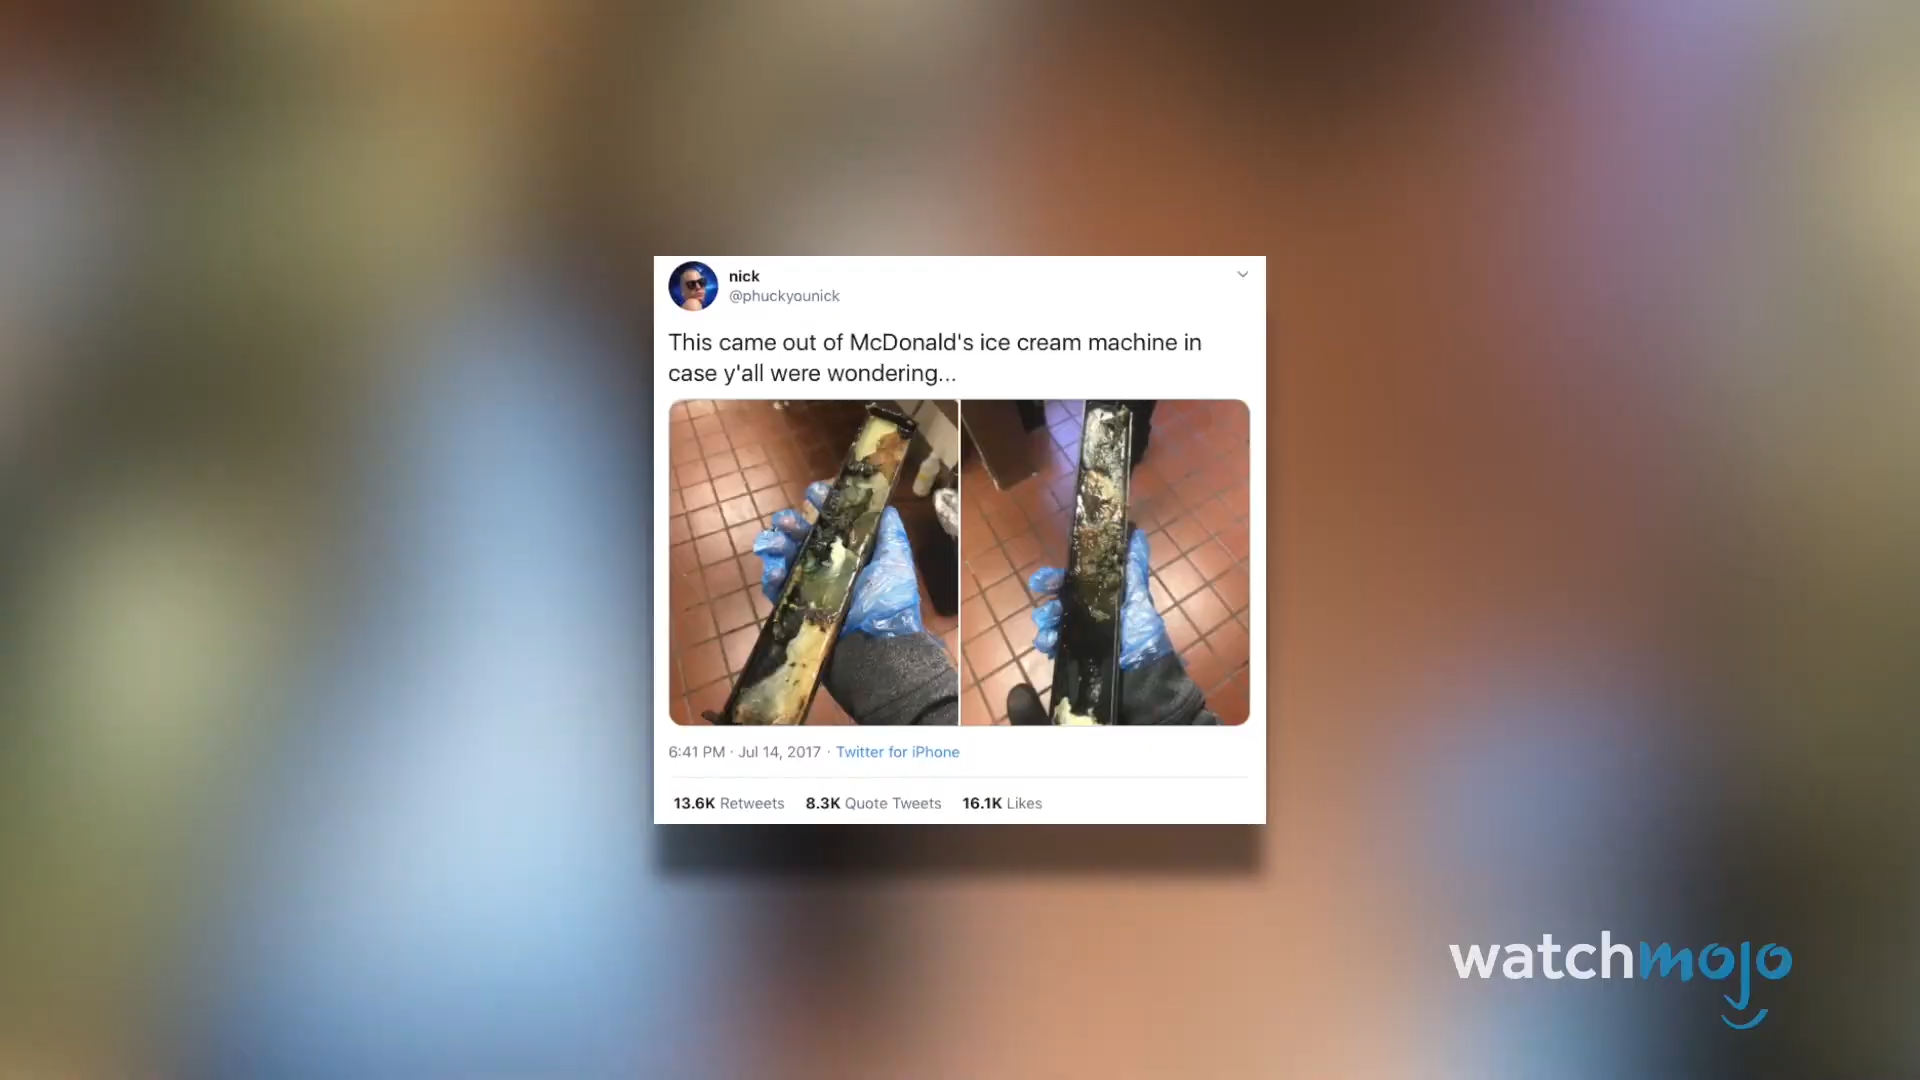 nick
@phuckyounick
This came out of McDonald's ice cream machine in
case y'all were wondering...
6:41 PM · Jul 14, 2017 · Twitter for iPhone
13.6K Retweets 8.3K Quote Tweets 16.1K Likes
watchmojo